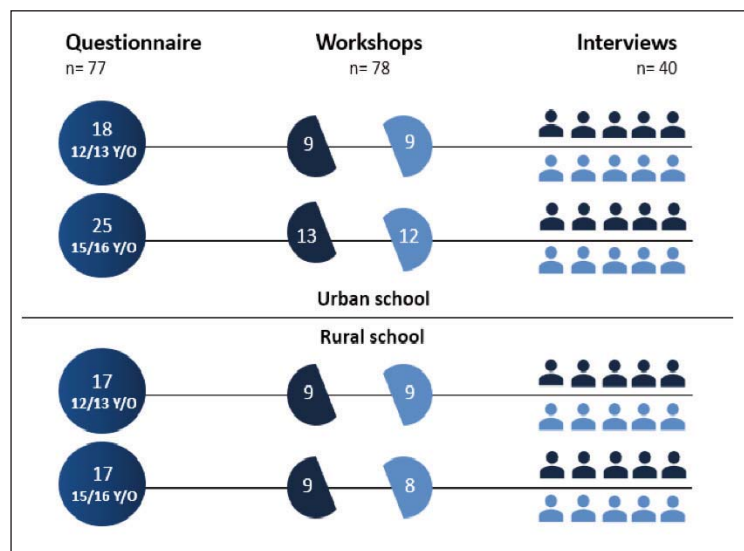 Questionnaire
n= 77
Workshops
n= 78
Interviews
n= 40
18
12/13 Y/O
9
9
25
15/16 Y/O
13
12
Urban school
Rural school
17
12/13 Y/O
9
9
17
15/16 Y/O
9
8